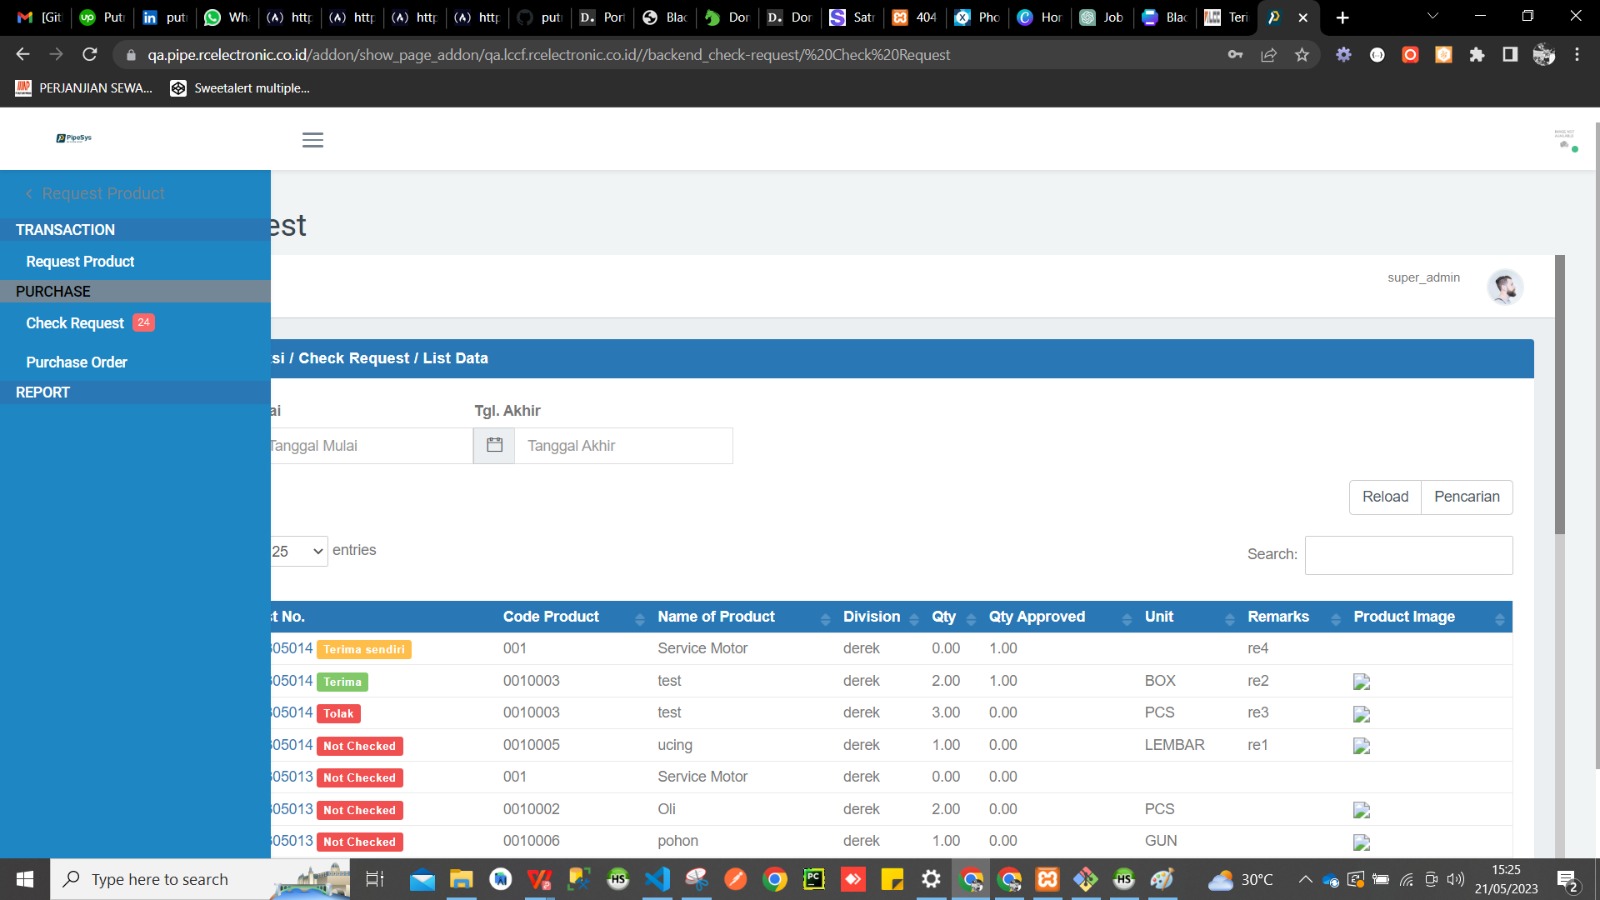 [Git
Putr
putr
Wha
http
http
http
http
putr
Port
Blac
Dor
Dor
Satr
404
Pho
Hor
Job
Blac
Teri
qa.pipe.rcelectronic.co.id/addon/show_page_addon/qa.lccf.rcelectronic.co.id//backend_check-request/%20Check%20Request
PERJANJIAN SEWA...
Sweetalert multiple...
PipeSys
Request Product
est
TRANSACTION
Request Product
super_admin
PURCHASE
Check Request 24
Purchase Order
si / Check Request / List Data
REPORT
ai
Tgl. Akhir
Tanggal Mulai
Tanggal Akhir
Reload
Pencarian
25 entries
Search:
t No. Code Product Name of Product Division Qty Qty Approved Unit Remarks Product Image
05014 Terima sendiri 001 Service Motor derek 0.00 1.00 re4
05014 Terima 0010003 test derek 2.00 1.00 BOX re2
05014 Tolak 0010003 test derek 3.00 0.00 PCS re3
05014 Not Checked 0010005 ucing derek 1.00 0.00 LEMBAR re1
05013 Not Checked 001 Service Motor derek 0.00 0.00
05013 Not Checked 0010002 Oli derek 2.00 0.00 PCS
05013 Not Checked 0010006 pohon derek 1.00 0.00 GUN
Type here to search
30°C
15:25
21/05/2023
2